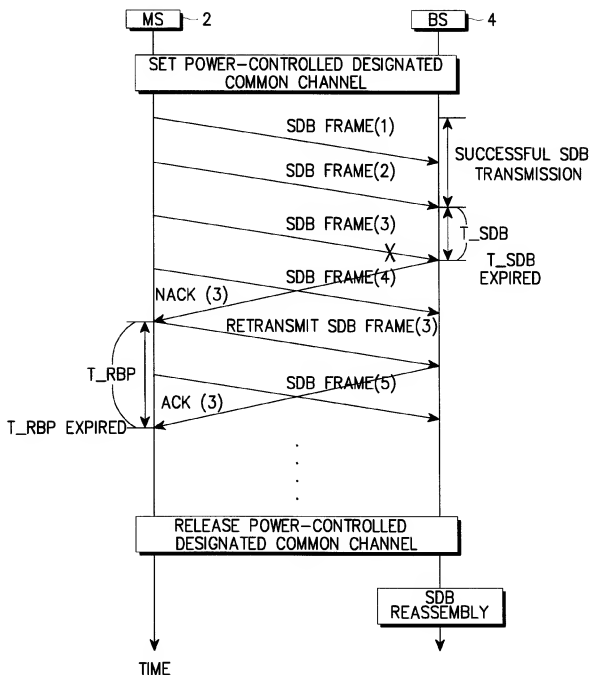 MS 2
BS 4
SET POWER-CONTROLLED DESIGNATED
COMMON CHANNEL
SDB FRAME(1)
SUCCESSFUL SDB
TRANSMISSION
SDB FRAME(2)
SDB FRAME(3)
T_SDB
X
T_SDB
EXPIRED
SDB FRAME(4)
NACK (3)
RETRANSMIT SDB FRAME(3)
T_RBP
SDB FRAME(5)
ACK (3)
T_RBP EXPIRED
RELEASE POWER-CONTROLLED
DESIGNATED COMMON CHANNEL
SDB
REASSEMBLY
TIME